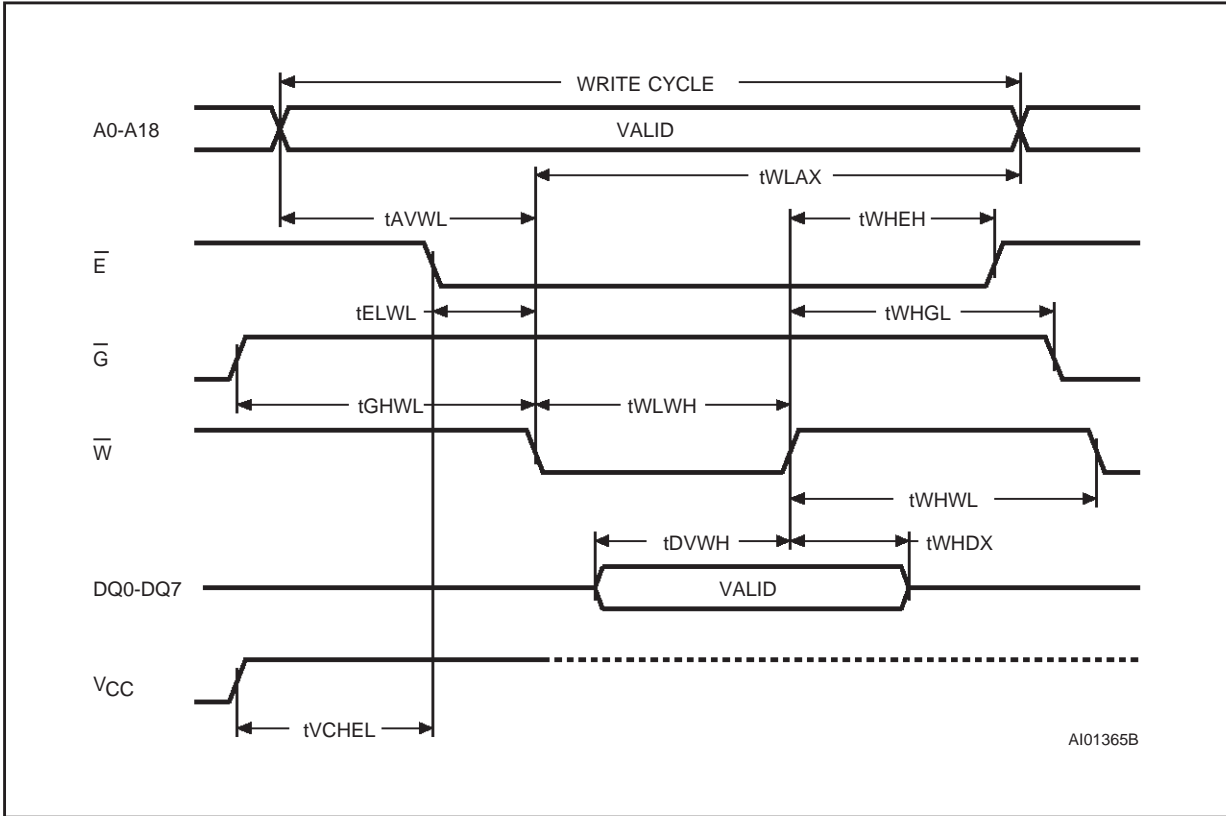 WRITE CYCLE
A0-A18 VALID
tWLAX
tAVWL tWHEH
E̅
tELWL tWHGL
G̅
tGHWL tWLWH
W̅
tWHWL
tDVWH tWHDX
DQ0-DQ7 VALID
VCC
tVCHEL
AI01365B